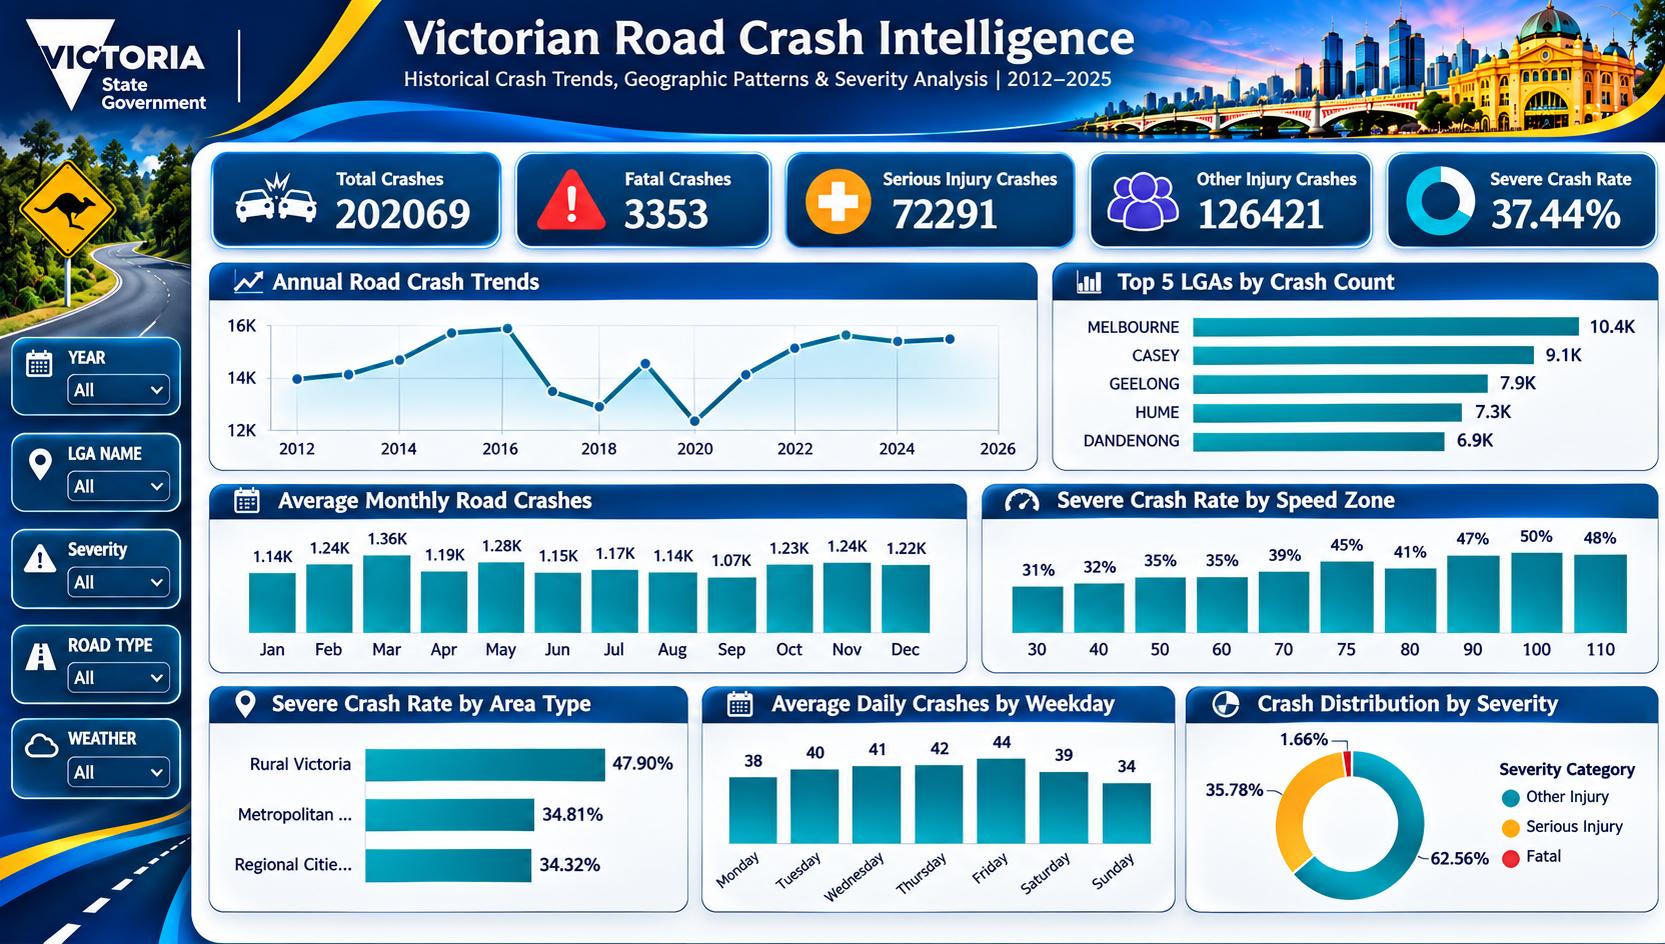 VICTORIA
State
Government
Victorian Road Crash Intelligence
Historical Crash Trends, Geographic Patterns & Severity Analysis | 2012–2025
YEAR
All
LGA NAME
All
Severity
All
ROAD TYPE
All
WEATHER
All
Total Crashes
202069
Fatal Crashes
3353
Serious Injury Crashes
72291
Other Injury Crashes
126421
Severe Crash Rate
37.44%
Annual Road Crash Trends
16K
14K
12K
2012 2014 2016 2018 2020 2022 2024 2026
Top 5 LGAs by Crash Count
MELBOURNE 10.4K
CASEY 9.1K
GEELONG 7.9K
HUME 7.3K
DANDENONG 6.9K
Average Monthly Road Crashes
1.14K 1.24K 1.36K 1.19K 1.28K 1.15K 1.17K 1.14K 1.07K 1.23K 1.24K 1.22K
Jan Feb Mar Apr May Jun Jul Aug Sep Oct Nov Dec
Severe Crash Rate by Speed Zone
31% 32% 35% 35% 39% 45% 41% 47% 50% 48%
30 40 50 60 70 75 80 90 100 110
Severe Crash Rate by Area Type
Rural Victoria 47.90%
Metropolitan ... 34.81%
Regional Citie... 34.32%
Average Daily Crashes by Weekday
38 40 41 42 44 39 34
Monday Tuesday Wednesday Thursday Friday Saturday Sunday
Crash Distribution by Severity
1.66%
35.78%
62.56%
Severity Category
Other Injury
Serious Injury
Fatal